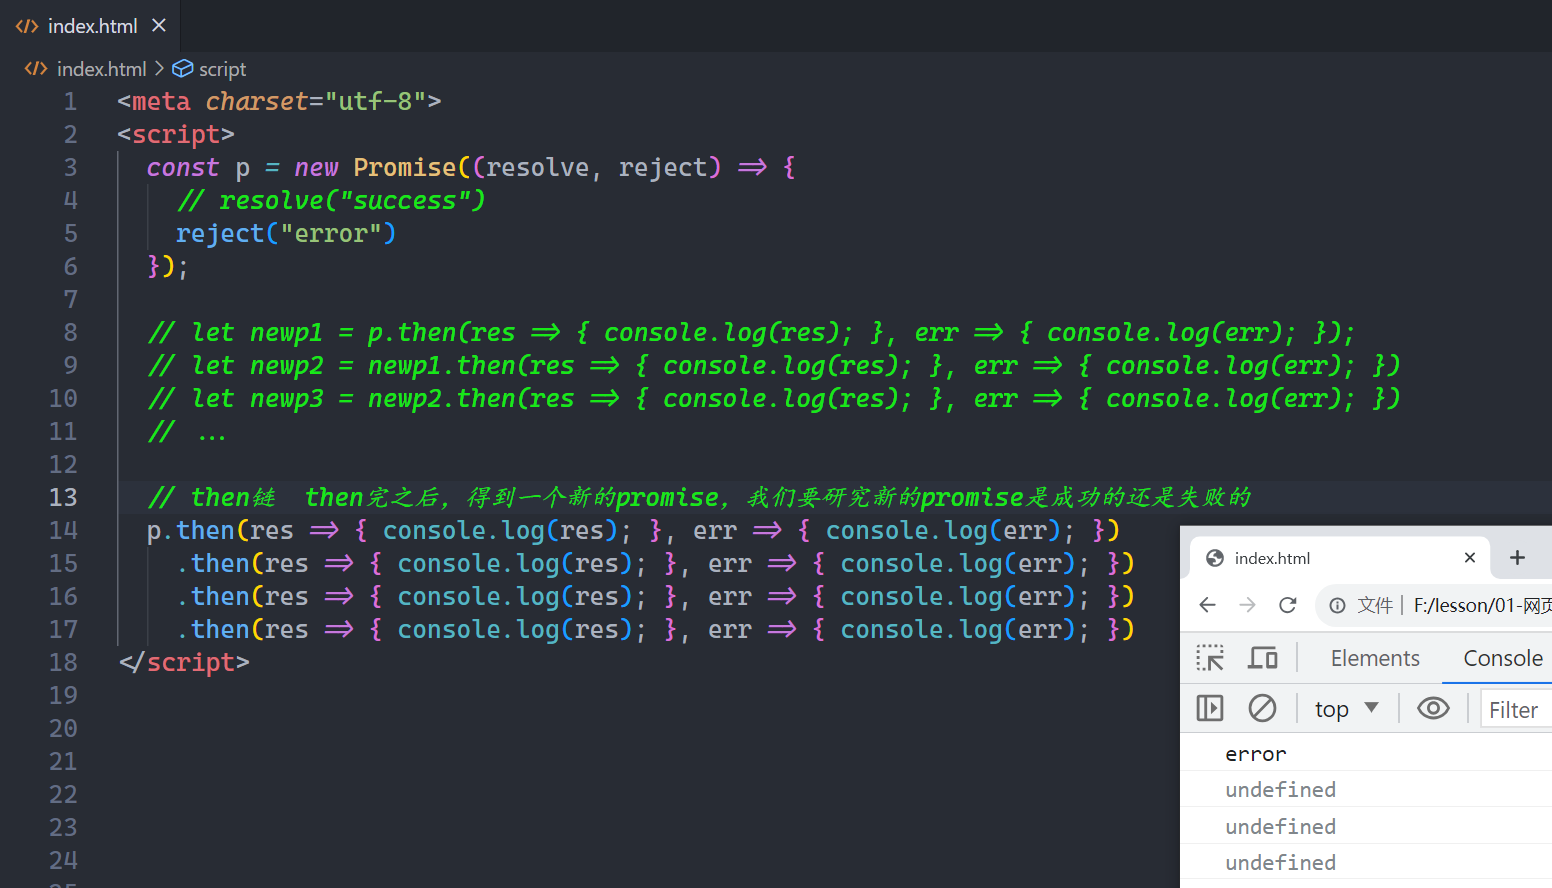 index.html
index.html > script
1 <meta charset="utf-8">
2 <script>
3 const p = new Promise((resolve, reject) => {
4 // resolve("success")
5 reject("error")
6 });
7
8 // let newp1 = p.then(res => { console.log(res); }, err => { console.log(err); });
9 // let newp2 = newp1.then(res => { console.log(res); }, err => { console.log(err); })
10 // let newp3 = newp2.then(res => { console.log(res); }, err => { console.log(err); })
11 // ...
12
13 // then链 then完之后，得到一个新的promise，我们要研究新的promise是成功的还是失败的
14 p.then(res => { console.log(res); }, err => { console.log(err); })
15 .then(res => { console.log(res); }, err => { console.log(err); })
16 .then(res => { console.log(res); }, err => { console.log(err); })
17 .then(res => { console.log(res); }, err => { console.log(err); })
18 </script>
19
20
21
22
23
24
index.html
文件 | F:/lesson/01-网页
Elements Console
top Filter
error
undefined
undefined
undefined